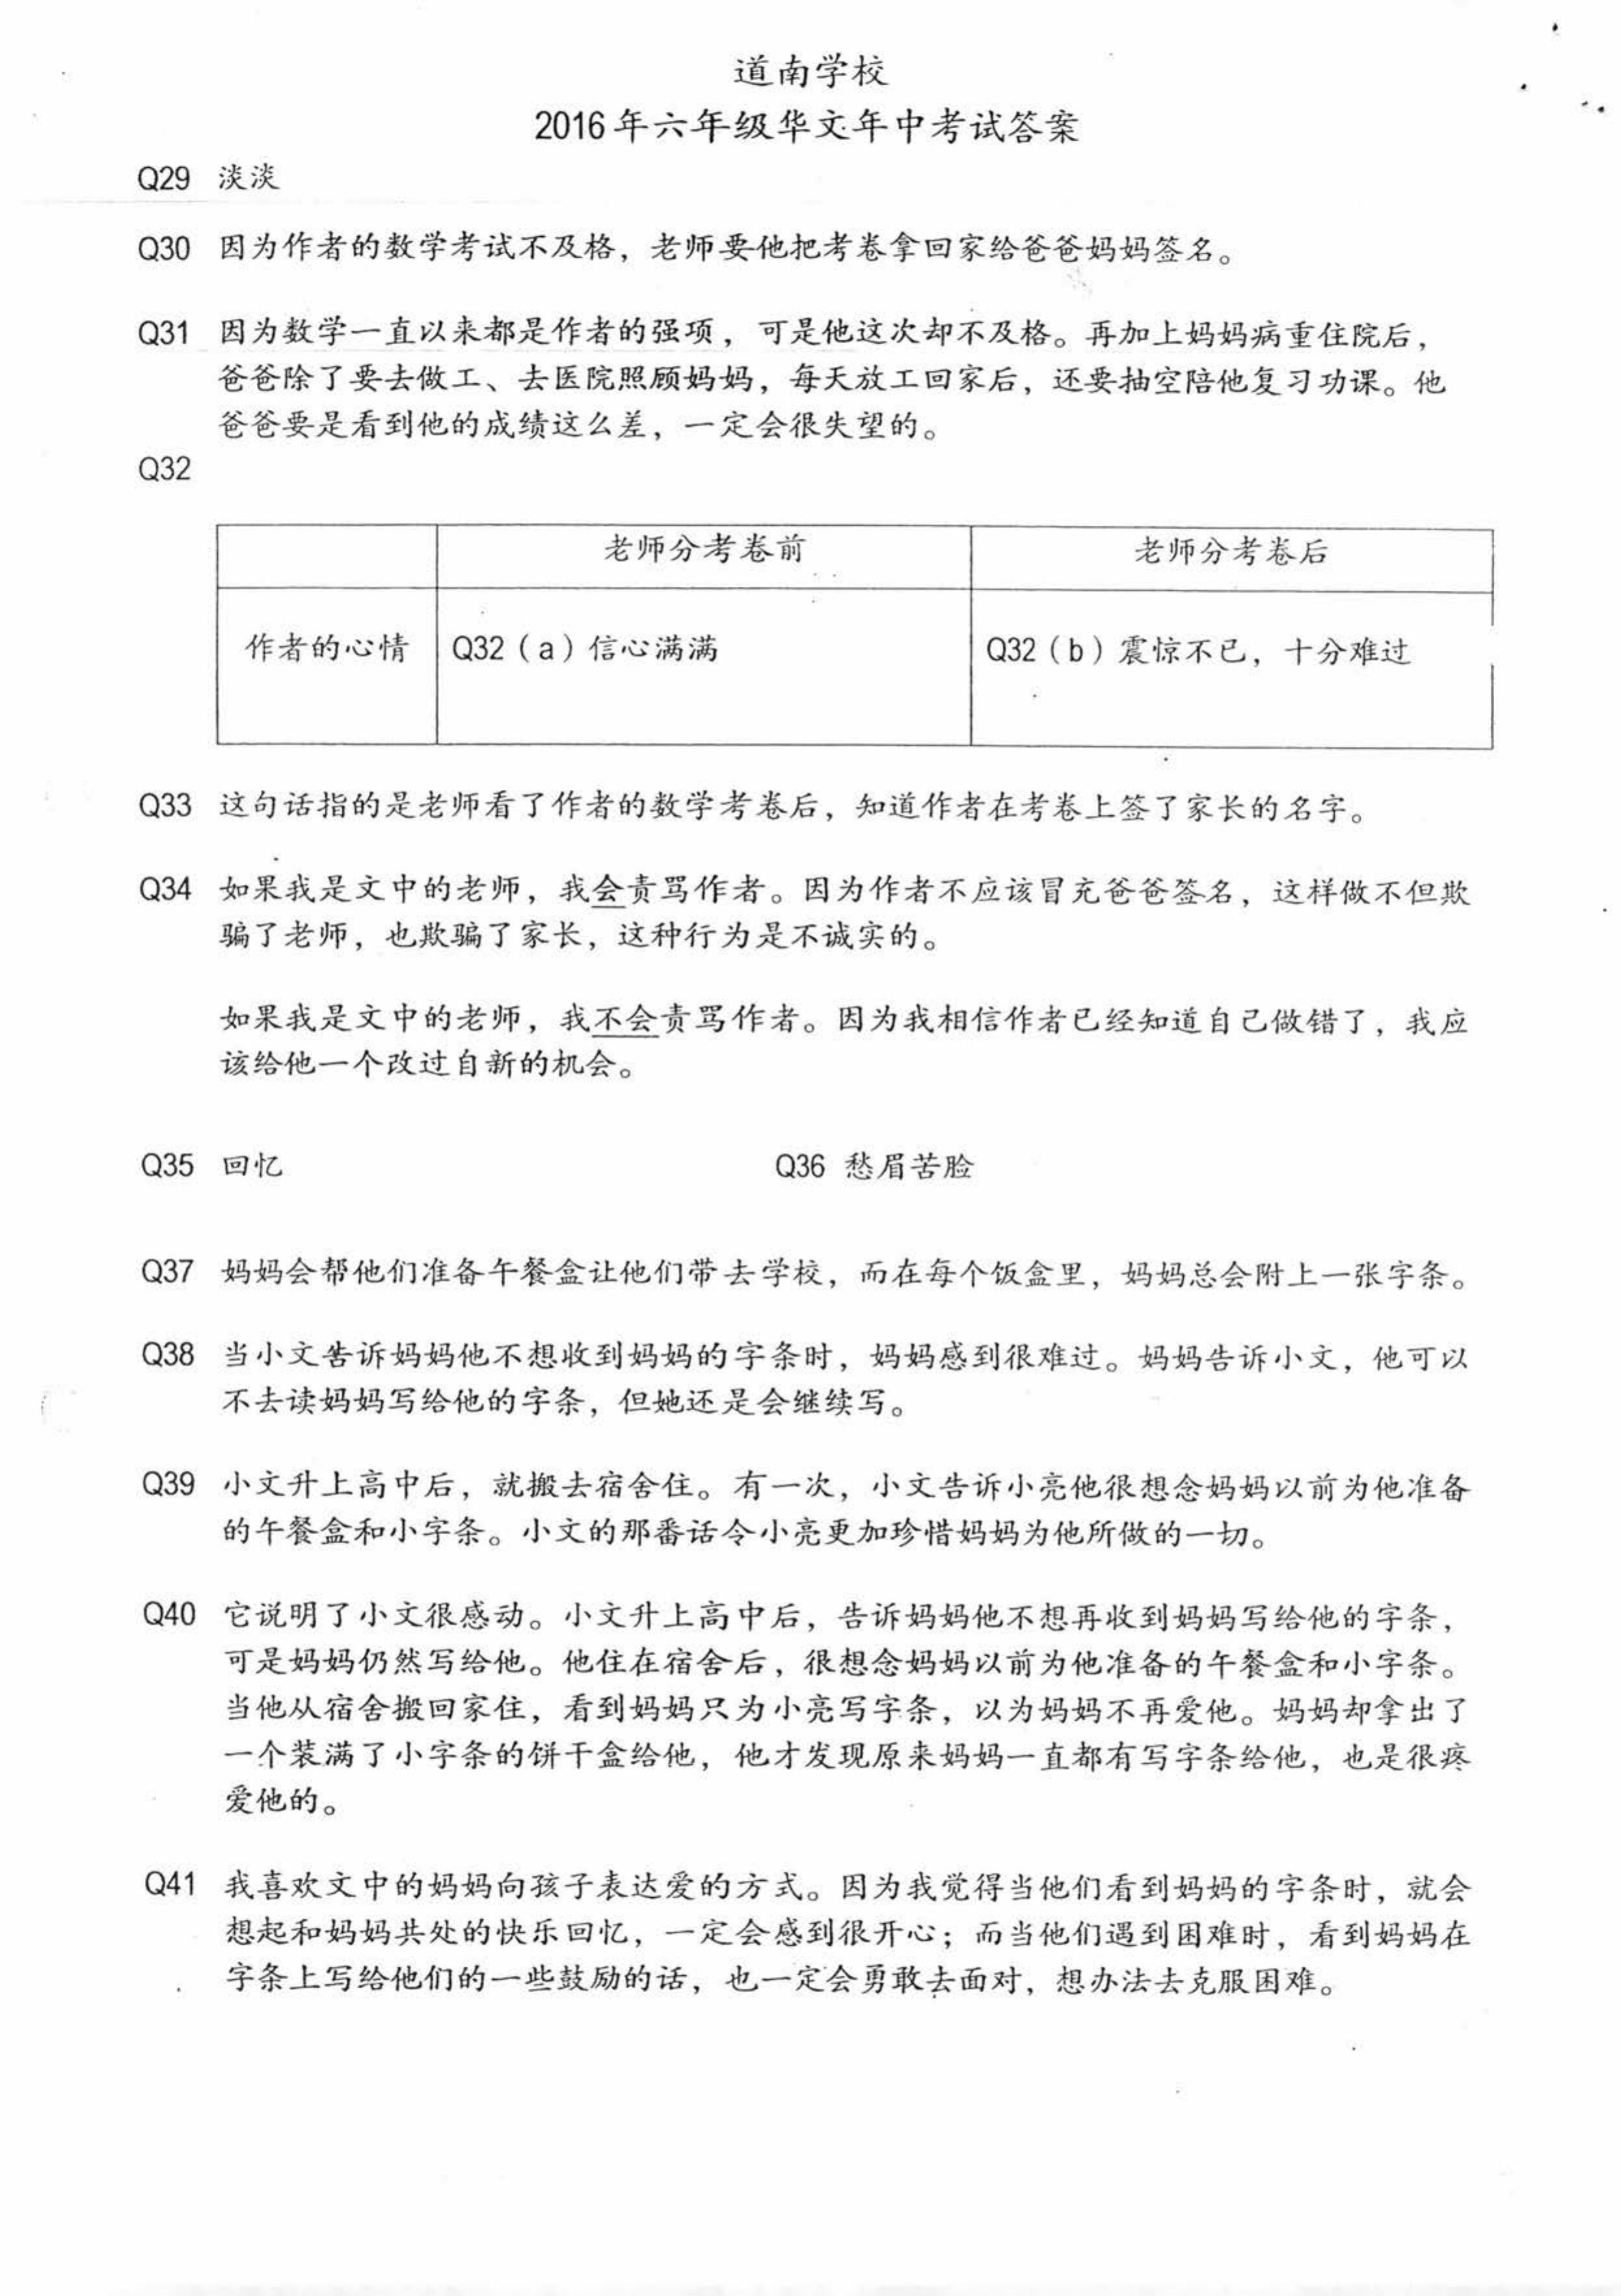 道南学校
2016年六年级华文年中考试答案
Q29 淡淡
Q30 因为作者的数学考试不及格，老师要他把考卷拿回家给爸爸妈妈签名。
Q31 因为数学一直以来都是作者的强项，可是他这次却不及格。再加上妈妈病重住院后，
爸爸除了要去做工、去医院照顾妈妈，每天放工回家后，还要抽空陪他复习功课。他
爸爸要是看到他的成绩这么差，一定会很失望的。
Q32
老师分考卷前 老师分考卷后
作者的心情 Q32（a）信心满满 Q32（b）震惊不已，十分难过
Q33 这句话指的是老师看了作者的数学考卷后，知道作者在考卷上签了家长的名字。
Q34 如果我是文中的老师，我会责骂作者。因为作者不应该冒充爸爸签名，这样做不但欺
骗了老师，也欺骗了家长，这种行为是不诚实的。
如果我是文中的老师，我不会责骂作者。因为我相信作者已经知道自己做错了，我应
该给他一个改过自新的机会。
Q35 回忆 Q36 愁眉苦脸
Q37 妈妈会帮他们准备午餐盒让他们带去学校，而在每个饭盒里，妈妈总会附上一张字条。
Q38 当小文告诉妈妈他不想收到妈妈的字条时，妈妈感到很难过。妈妈告诉小文，他可以
不去读妈妈写给他的字条，但她还是会继续写。
Q39 小文升上高中后，就搬去宿舍住。有一次，小文告诉小亮他很想念妈妈以前为他准备
的午餐盒和小字条。小文的那番话令小亮更加珍惜妈妈为他所做的一切。
Q40 它说明了小文很感动。小文升上高中后，告诉妈妈他不想再收到妈妈写给他的字条，
可是妈妈仍然写给他。他住在宿舍后，很想念妈妈以前为他准备的午餐盒和小字条。
当他从宿舍搬回家住，看到妈妈只为小亮写字条，以为妈妈不再爱他。妈妈却拿出了
一个装满了小字条的饼干盒给他，他才发现原来妈妈一直都有写字条给他，也是很疼
爱他的。
Q41 我喜欢文中的妈妈向孩子表达爱的方式。因为我觉得当他们看到妈妈的字条时，就会
想起和妈妈共处的快乐回忆，一定会感到很开心；而当他们遇到困难时，看到妈妈在
字条上写给他们的一些鼓励的话，也一定会勇敢去面对，想办法去克服困难。